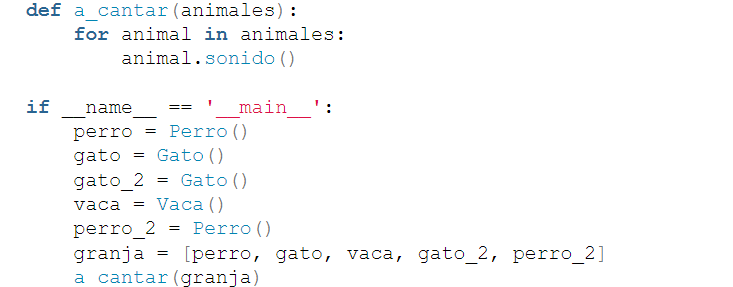 def a_cantar(animales):
    for animal in animales:
        animal.sonido()

if __name__ == '__main__':
    perro = Perro()
    gato = Gato()
    gato_2 = Gato()
    vaca = Vaca()
    perro_2 = Perro()
    granja = [perro, gato, vaca, gato_2, perro_2]
    a_cantar(granja)